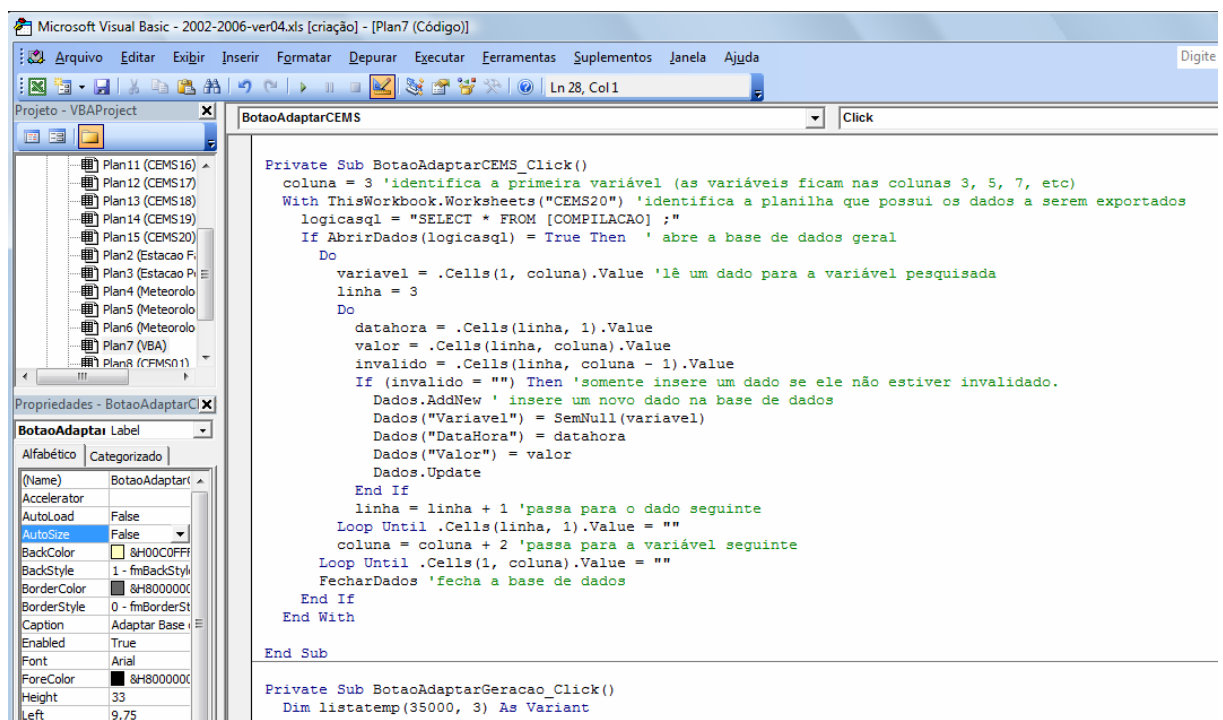 Microsoft Visual Basic - 2002-2006-ver04.xls [criação] - [Plan7 (Código)]
Arquivo Editar Exibir Inserir Formatar Depurar Executar Ferramentas Suplementos Janela Ajuda Digite
Ln 28, Col 1
Projeto - VBAProject
Plan11 (CEMS16)
Plan12 (CEMS17)
Plan13 (CEMS18)
Plan14 (CEMS19)
Plan15 (CEMS20)
Plan2 (Estacao F
Plan3 (Estacao P
Plan4 (Meteorolo
Plan5 (Meteorolo
Plan6 (Meteorolo
Plan7 (VBA)
Plan8 (CEMS01)
Propriedades - BotaoAdaptarC
BotaoAdaptar Label
Alfabético Categorizado
(Name) BotaoAdaptar
Accelerator
AutoLoad False
AutoSize False
BackColor &H00C0FFF
BackStyle 1 - fmBackStyl
BorderColor &H8000000
BorderStyle 0 - fmBorderSt
Caption Adaptar Base
Enabled True
Font Arial
ForeColor &H8000000
Height 33
Left 9,75
BotaoAdaptarCEMS Click
Private Sub BotaoAdaptarCEMS_Click()
coluna = 3 'identifica a primeira variável (as variáveis ficam nas colunas 3, 5, 7, etc)
With ThisWorkbook.Worksheets("CEMS20") 'identifica a planilha que possui os dados a serem exportados
logicasql = "SELECT * FROM [COMPILACAO] ;"
If AbrirDados(logicasql) = True Then ' abre a base de dados geral
Do
variavel = .Cells(1, coluna).Value 'lê um dado para a variável pesquisada
linha = 3
Do
datahora = .Cells(linha, 1).Value
valor = .Cells(linha, coluna).Value
invalido = .Cells(linha, coluna - 1).Value
If (invalido = "") Then 'somente insere um dado se ele não estiver invalidado.
Dados.AddNew ' insere um novo dado na base de dados
Dados("Variavel") = SemNull(variavel)
Dados("DataHora") = datahora
Dados("Valor") = valor
Dados.Update
End If
linha = linha + 1 'passa para o dado seguinte
Loop Until .Cells(linha, 1).Value = ""
coluna = coluna + 2 'passa para a variável seguinte
Loop Until .Cells(1, coluna).Value = ""
FecharDados 'fecha a base de dados
End If
End With
End Sub
Private Sub BotaoAdaptarGeracao_Click()
Dim listatemp(35000, 3) As Variant